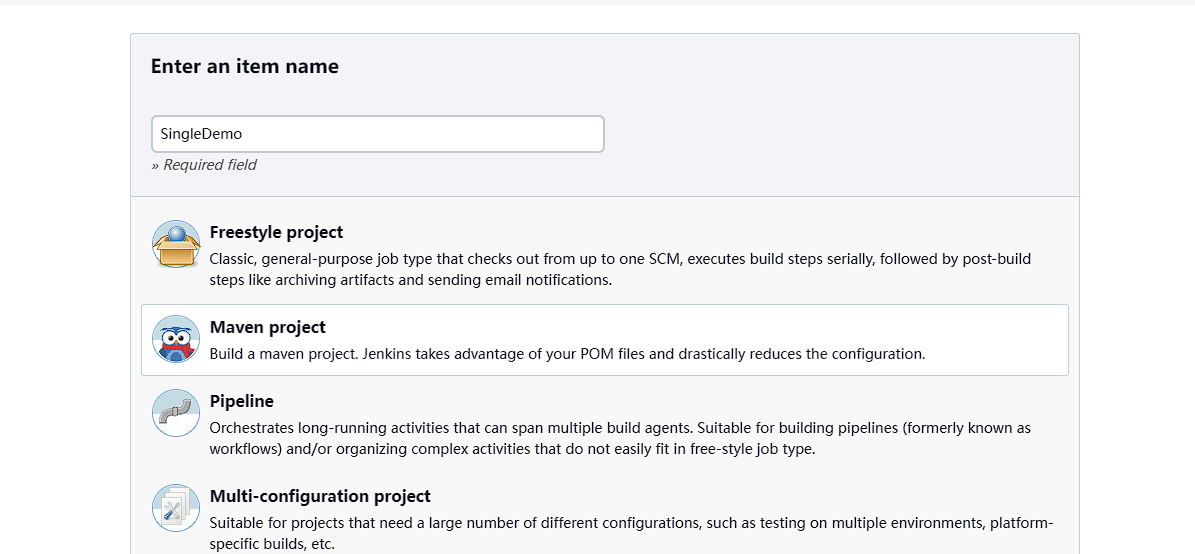 Enter an item name
SingleDemo
» Required field
Freestyle project
Classic, general-purpose job type that checks out from up to one SCM, executes build steps serially, followed by post-build
steps like archiving artifacts and sending email notifications.
Maven project
Build a maven project. Jenkins takes advantage of your POM files and drastically reduces the configuration.
Pipeline
Orchestrates long-running activities that can span multiple build agents. Suitable for building pipelines (formerly known as
workflows) and/or organizing complex activities that do not easily fit in free-style job type.
Multi-configuration project
Suitable for projects that need a large number of different configurations, such as testing on multiple environments, platform-
specific builds, etc.